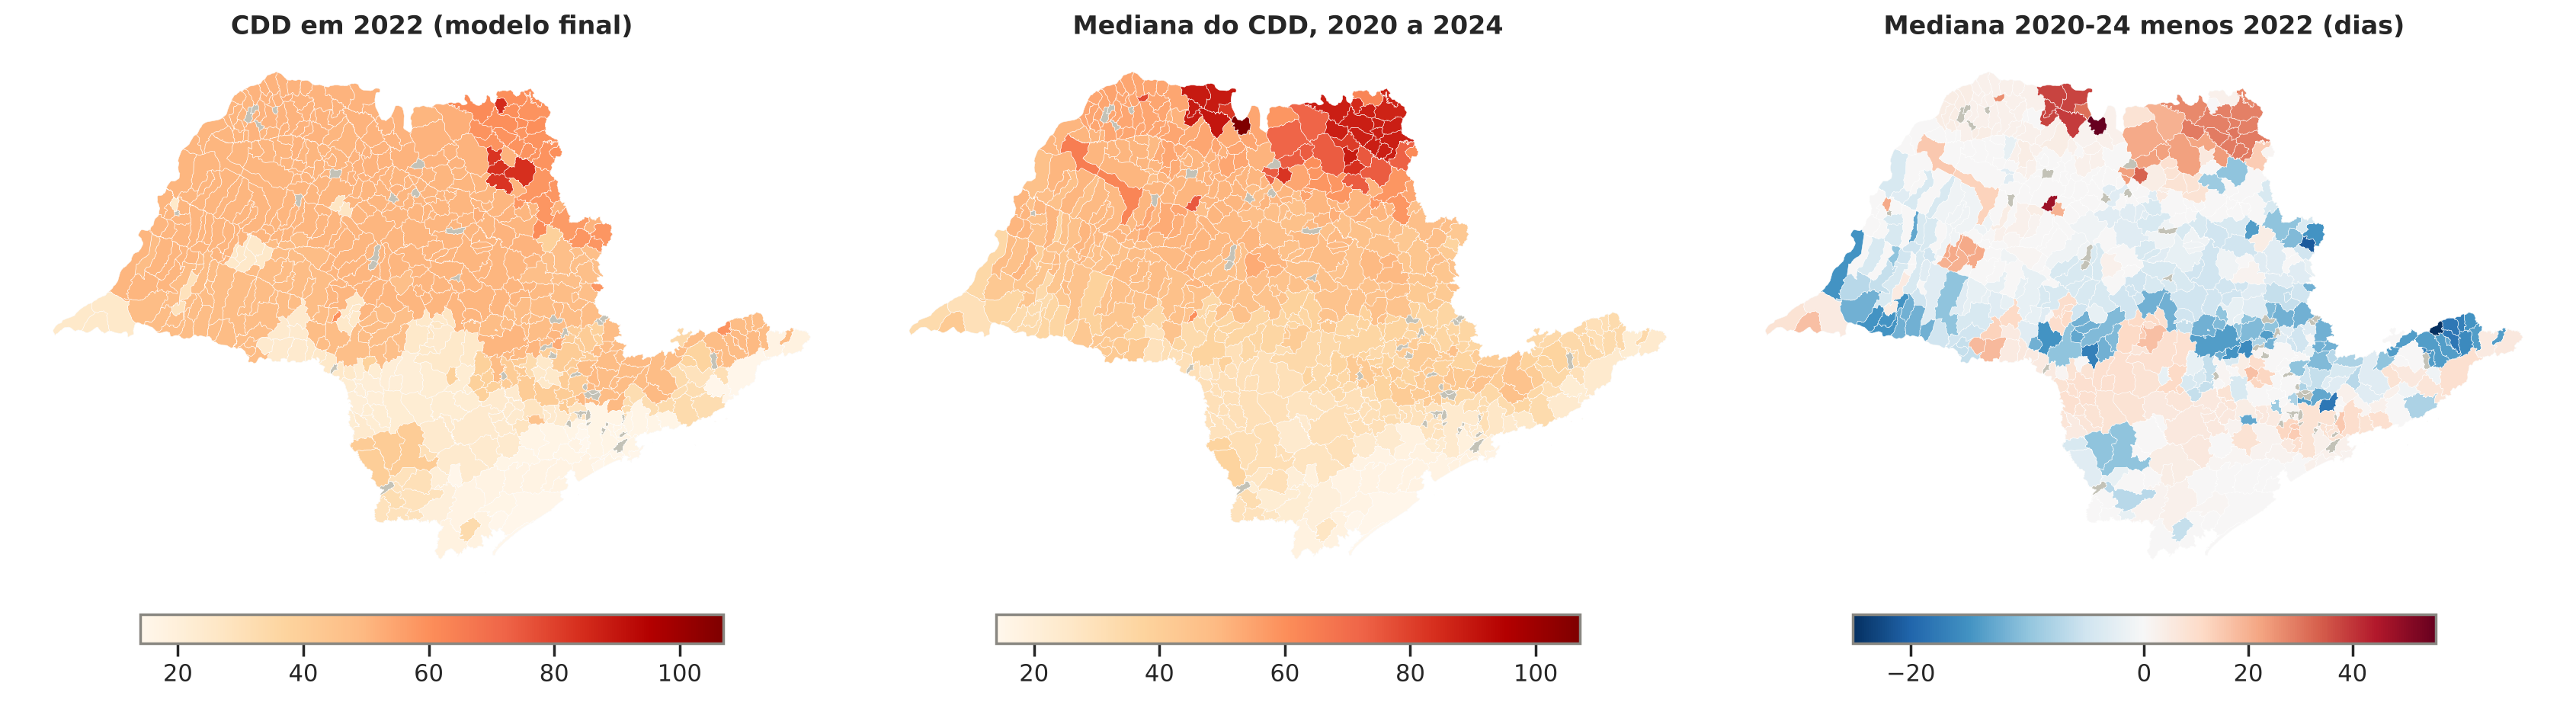 CDD em 2022 (modelo final)
Mediana do CDD, 2020 a 2024
Mediana 2020-24 menos 2022 (dias)
20 40 60 80 100
20 40 60 80 100
−20 0 20 40